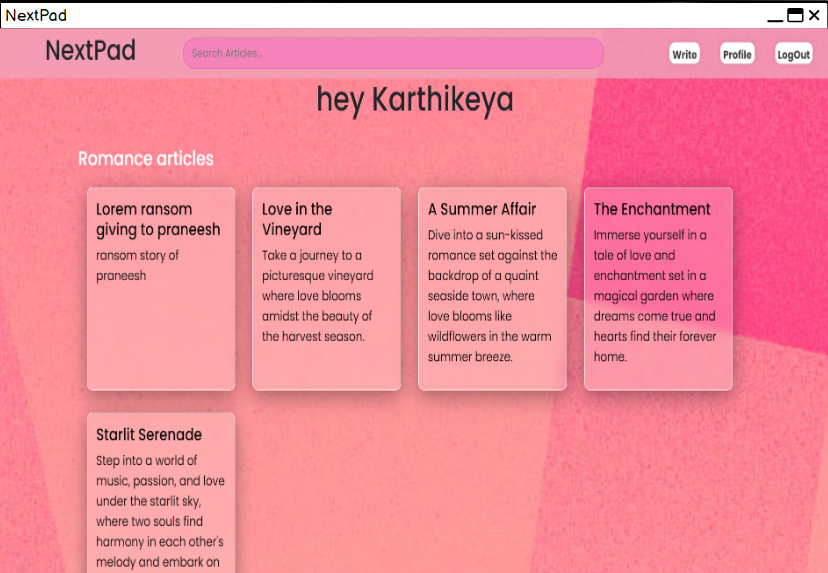 NextPad
NextPad
Search Articles...
Write
Profile
LogOut
hey Karthikeya
Romance articles
Lorem ransom
giving to praneesh
ransom story of
praneesh
Love in the
Vineyard
Take a journey to a
picturesque vineyard
where love blooms
amidst the beauty of
the harvest season.
A Summer Affair
Dive into a sun-kissed
romance set against the
backdrop of a quaint
seaside town, where
love blooms like
wildflowers in the warm
summer breeze.
The Enchantment
Immerse yourself in a
tale of love and
enchantment set in a
magical garden where
dreams come true and
hearts find their forever
home.
Starlit Serenade
Step into a world of
music, passion, and love
under the starlit sky,
where two souls find
harmony in each other's
melody and embark on